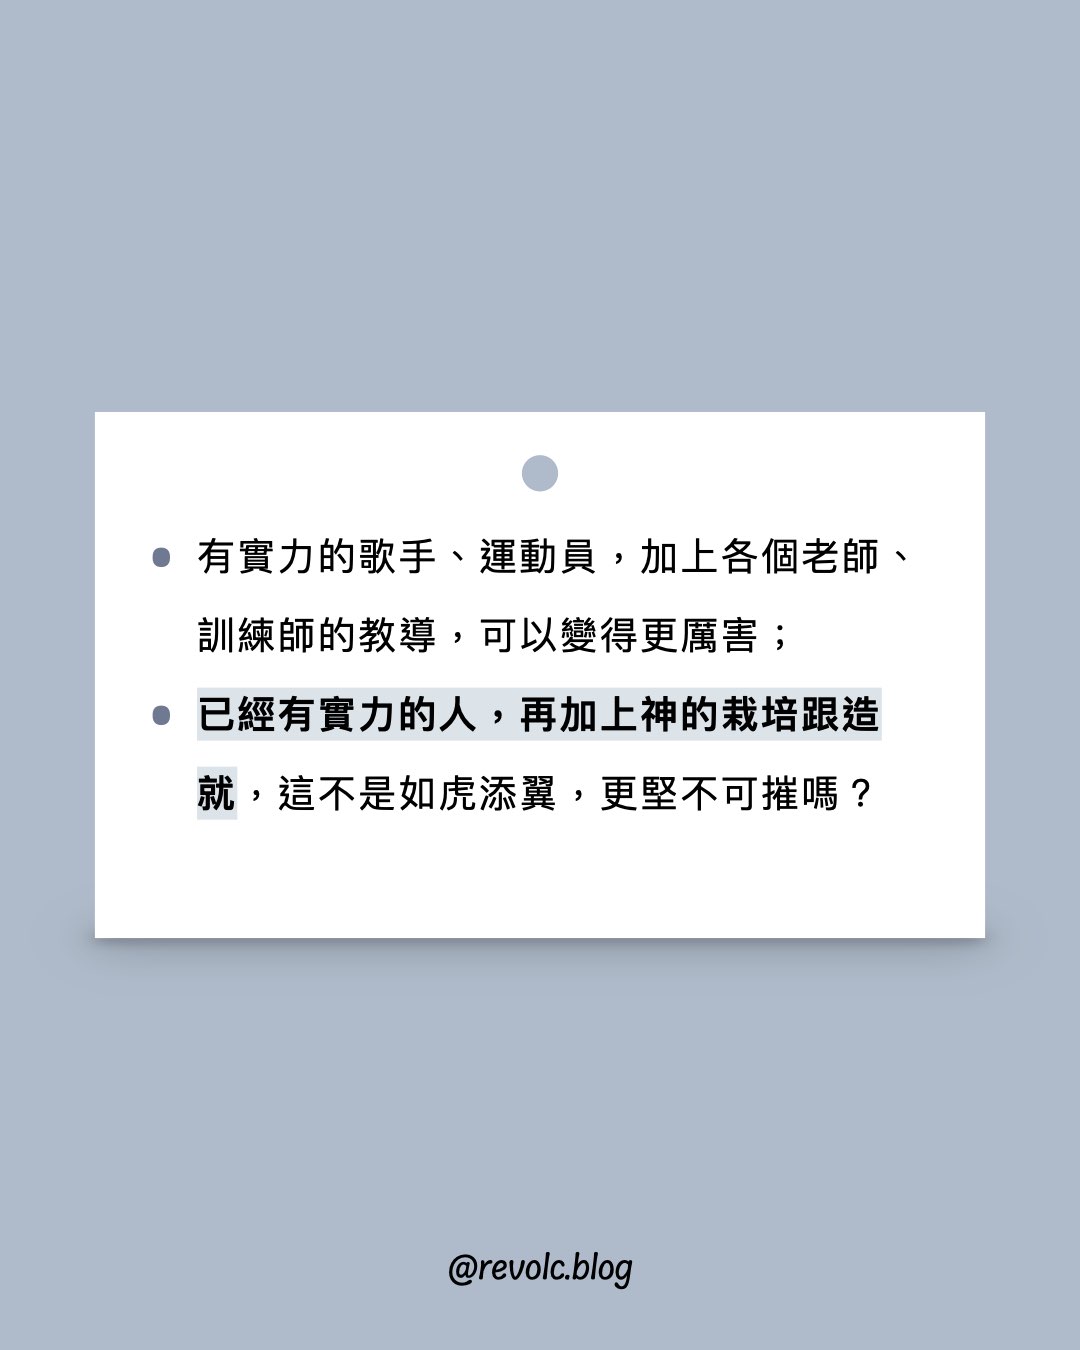 有實力的歌手、運動員，加上各個老師、
訓練師的教導，可以變得更厲害；
已經有實力的人，再加上神的栽培跟造
就，這不是如虎添翼，更堅不可摧嗎？
@revolc.blog